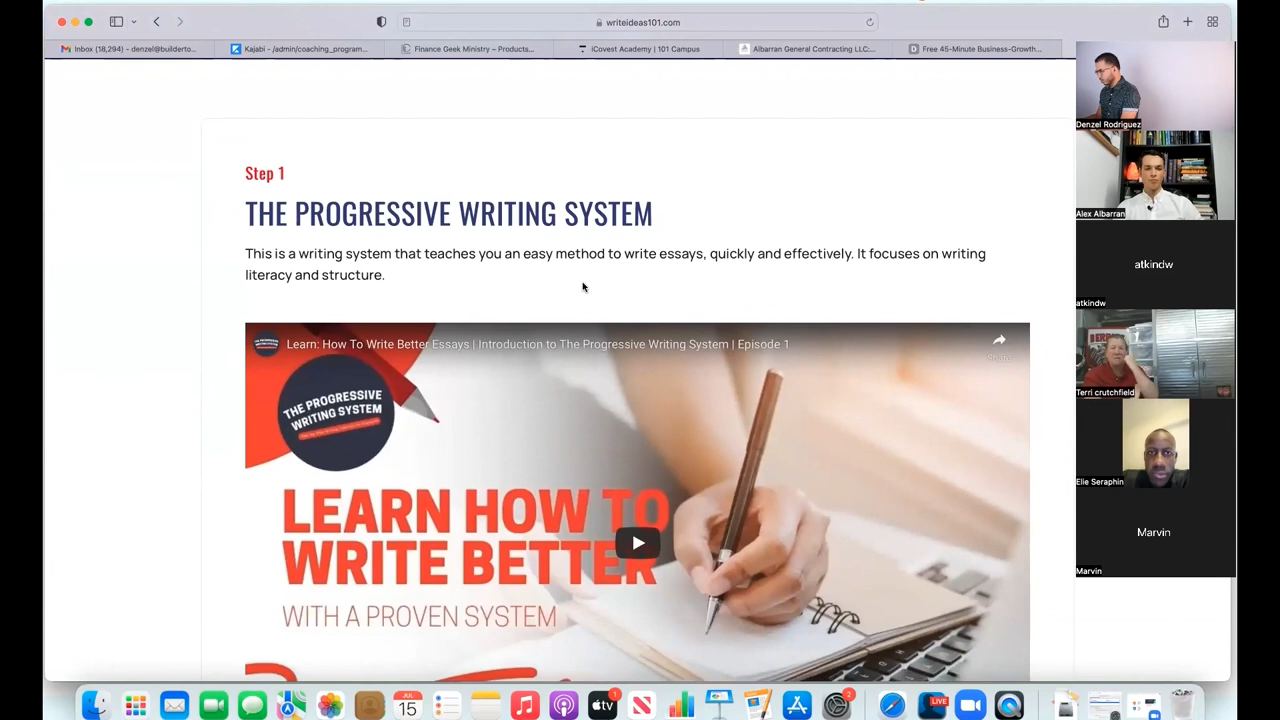 writeideas101.com
Inbox (18,294) – denzel@builderto...
Kajabi - /admin/coaching_program...
Finance Geek Ministry – Products...
iCovest Academy | 101 Campus
Albarran General Contracting LLC:...
Free 45-Minute Business-Growth...
Denzel Rodriguez
Alex Albarran
atkindw
atkindw
Terri crutchfield
Elie Seraphin
Marvin
Marvin
Step 1
THE PROGRESSIVE WRITING SYSTEM
This is a writing system that teaches you an easy method to write essays, quickly and effectively. It focuses on writing
literacy and structure.
Learn: How To Write Better Essays | Introduction to The Progressive Writing System | Episode 1
Share
THE PROGRESSIVE
WRITING SYSTEM
LEARN HOW TO
WRITE BETTER
WITH A PROVEN SYSTEM
JUL
15
tv
1
LIVE
2